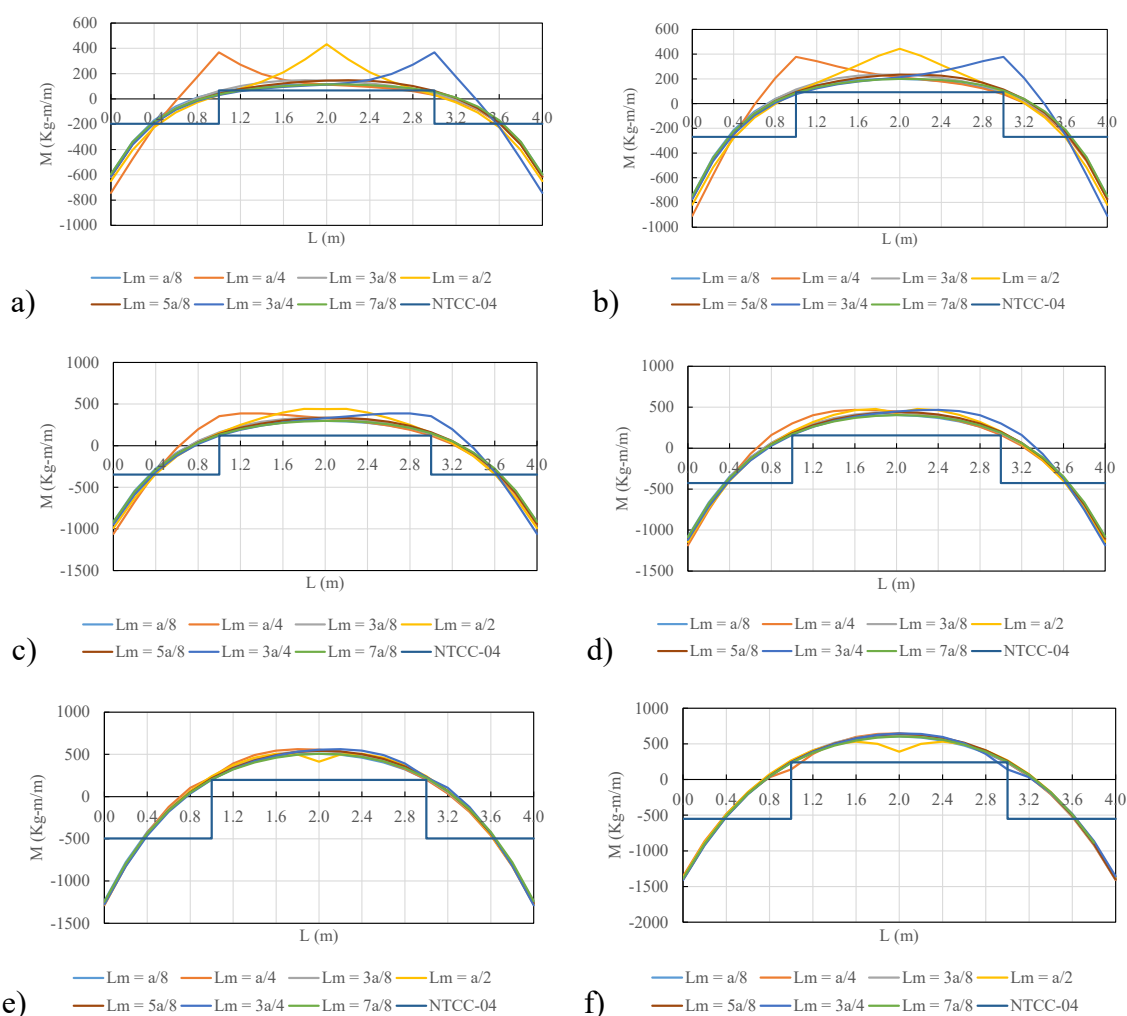 600
400
200
0
-200
-400
-600
-800
-1000
0.0 0.4 0.8 1.2 1.6 2.0 2.4 2.8 3.2 3.6 4.0
M (Kg-m/m)
L (m)
Lm = a/8 Lm = a/4 Lm = 3a/8 Lm = a/2
Lm = 5a/8 Lm = 3a/4 Lm = 7a/8 NTCC-04
a)
600
400
200
0
-200
-400
-600
-800
-1000
0.0 0.4 0.8 1.2 1.6 2.0 2.4 2.8 3.2 3.6 4.0
M (Kg-m/m)
L (m)
Lm = a/8 Lm = a/4 Lm = 3a/8 Lm = a/2
Lm = 5a/8 Lm = 3a/4 Lm = 7a/8 NTCC-04
b)
1000
500
0
-500
-1000
-1500
0.0 0.4 0.8 1.2 1.6 2.0 2.4 2.8 3.2 3.6 4.0
M (Kg-m/m)
L (m)
Lm = a/8 Lm = a/4 Lm = 3a/8 Lm = a/2
Lm = 5a/8 Lm = 3a/4 Lm = 7a/8 NTCC-04
c)
1000
500
0
-500
-1000
-1500
0.0 0.4 0.8 1.2 1.6 2.0 2.4 2.8 3.2 3.6 4.0
M (Kg-m/m)
L (m)
Lm = a/8 Lm = a/4 Lm = 3a/8 Lm = a/2
Lm = 5a/8 Lm = 3a/4 Lm = 7a/8 NTCC-04
d)
1000
500
0
-500
-1000
-1500
0.0 0.4 0.8 1.2 1.6 2.0 2.4 2.8 3.2 3.6 4.0
M (Kg-m/m)
L (m)
Lm = a/8 Lm = a/4 Lm = 3a/8 Lm = a/2
Lm = 5a/8 Lm = 3a/4 Lm = 7a/8 NTCC-04
e)
1000
500
0
-500
-1000
-1500
-2000
0.0 0.4 0.8 1.2 1.6 2.0 2.4 2.8 3.2 3.6 4.0
M (Kg-m/m)
L (m)
Lm = a/8 Lm = a/4 Lm = 3a/8 Lm = a/2
Lm = 5a/8 Lm = 3a/4 Lm = 7a/8 NTCC-04
f)